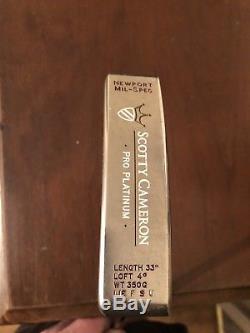 NEWPORT
MIL-SPEC
SCOTTY CAMERON
· PRO PLATINUM ·
LENGTH 33"
LOFT 4°
WT 350G